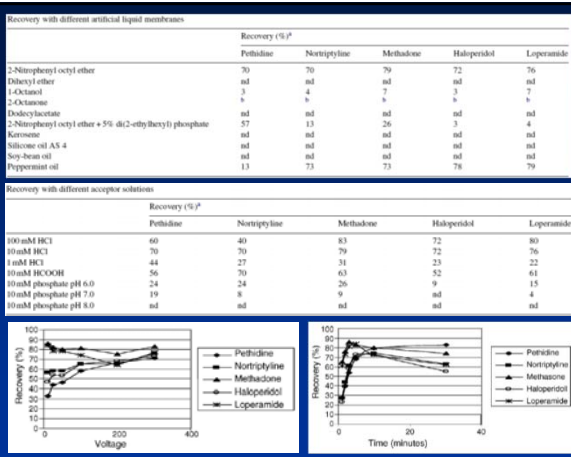 Recovery with different artificial liquid membranes
Recovery (%)a
Pethidine Nortriptyline Methadone Haloperidol Loperamide
2-Nitrophenyl octyl ether 70 70 79 72 76
Dihexyl ether nd nd nd nd nd
1-Octanol 3 4 7 3 7
2-Octanone b b b b b
Dodecylacetate nd nd nd nd nd
2-Nitrophenyl octyl ether + 5% di(2-ethylhexyl) phosphate 57 13 26 3 4
Kerosene nd nd nd nd nd
Silicone oil AS 4 nd nd nd nd nd
Soy-bean oil nd nd nd nd nd
Peppermint oil 13 73 73 78 79
Recovery with different acceptor solutions
Recovery (%)a
Pethidine Nortriptyline Methadone Haloperidol Loperamide
100 mM HCl 60 40 83 72 80
10 mM HCl 70 70 79 72 76
1 mM HCl 44 27 31 23 22
10 mM HCOOH 56 70 63 52 61
10 mM phosphate pH 6.0 24 24 26 9 15
10 mM phosphate pH 7.0 19 8 9 nd 4
10 mM phosphate pH 8.0 nd nd nd nd nd
Recovery (%)
100
90
80
70
60
50
40
30
20
10
0
0 200 400
Voltage
Pethidine
Nortriptyline
Methadone
Haloperidol
Loperamide
Recovery (%)
100
90
80
70
60
50
40
30
20
10
0
0 20 40
Time (minutes)
Pethidine
Nortriptyline
Methasone
Haloperidol
Loperamide